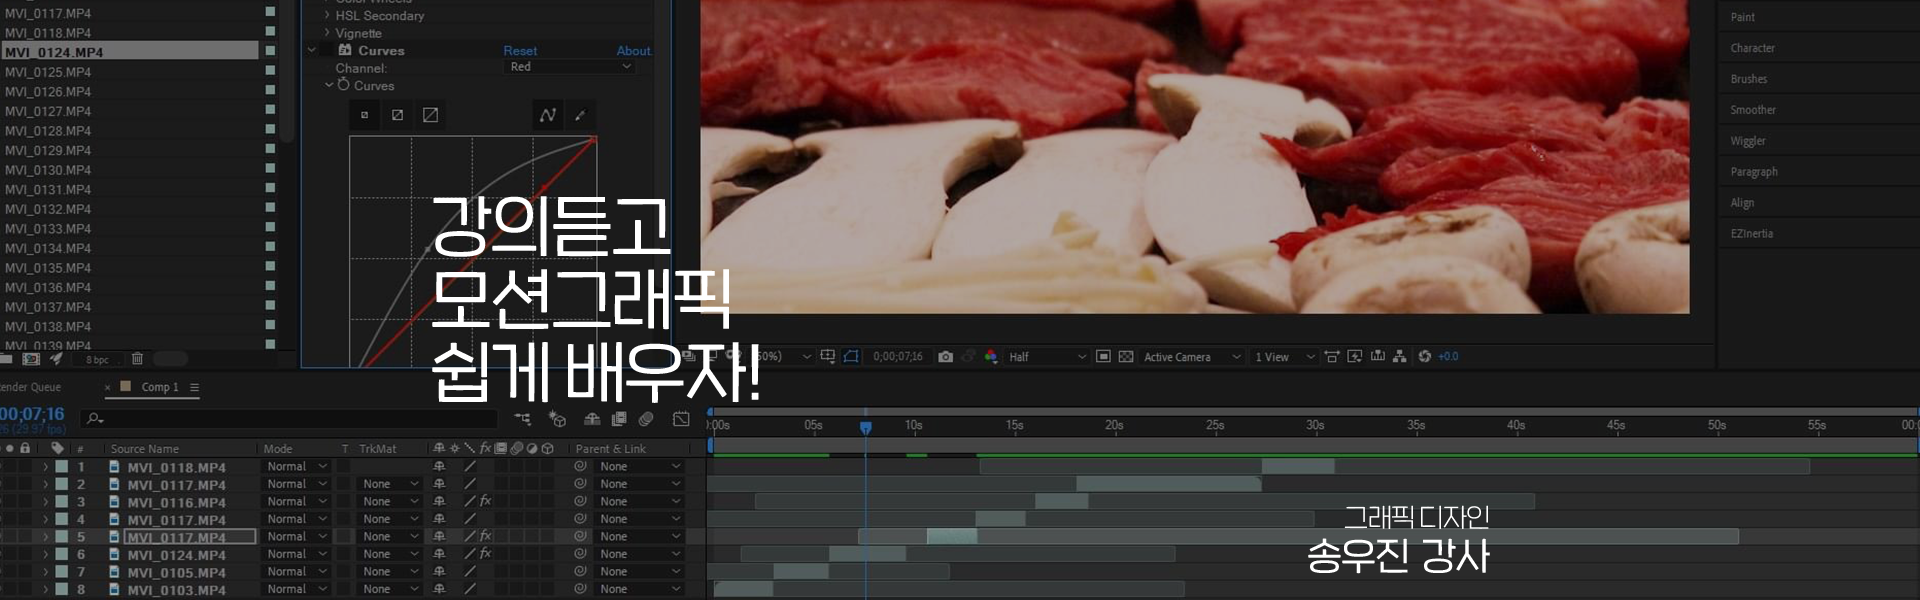 MVI_0117.MP4
MVI_0118.MP4
MVI_0124.MP4
MVI_0125.MP4
MVI_0126.MP4
MVI_0127.MP4
MVI_0128.MP4
MVI_0129.MP4
MVI_0130.MP4
MVI_0131.MP4
MVI_0132.MP4
MVI_0133.MP4
MVI_0134.MP4
MVI_0135.MP4
MVI_0136.MP4
MVI_0137.MP4
MVI_0138.MP4
MVI_0139.MP4
8 bpc
HSL Secondary
Vignette
Curves Reset About.
Channel: Red
Curves
강의듣고
모션그래픽
쉽게 배우자!
Paint
Character
Brushes
Smoother
Wiggler
Paragraph
Align
EZInertia
50%) 0;00;07;16 Half Active Camera 1 View +0.0
ender Queue × Comp 1
00;07;16
(29.97 fps)
:00s 05s 10s 15s 20s 25s 30s 35s 40s 45s 50s 55s 00:
# Source Name Mode T TrkMat fx Parent & Link
1 MVI_0118.MP4 Normal None
2 MVI_0117.MP4 Normal None None
3 MVI_0116.MP4 Normal None fx None
4 MVI_0117.MP4 Normal None None
5 MVI_0117.MP4 Normal None fx None
6 MVI_0124.MP4 Normal None fx None
7 MVI_0105.MP4 Normal None None
8 MVI_0103.MP4 Normal None None
그래픽 디자인
송우진 강사